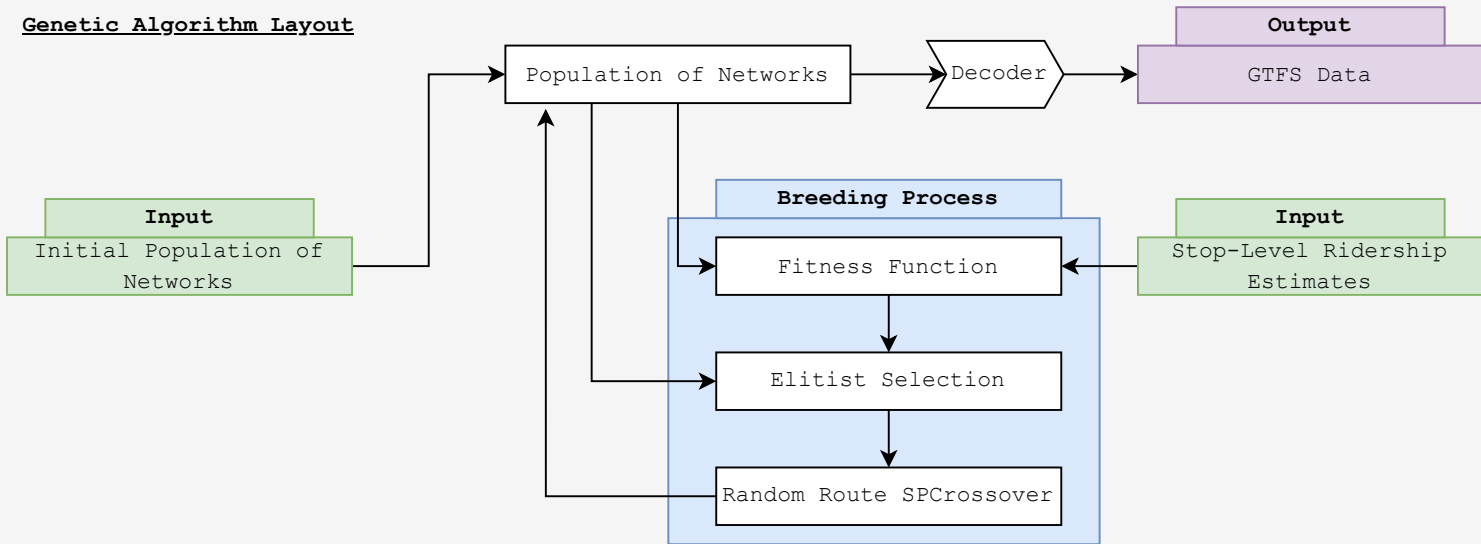 Genetic Algorithm Layout
Output
Population of Networks
Decoder
GTFS Data
Breeding Process
Input
Initial Population of
Networks
Input
Stop-Level Ridership
Estimates
Fitness Function
Elitist Selection
Random Route SPCrossover